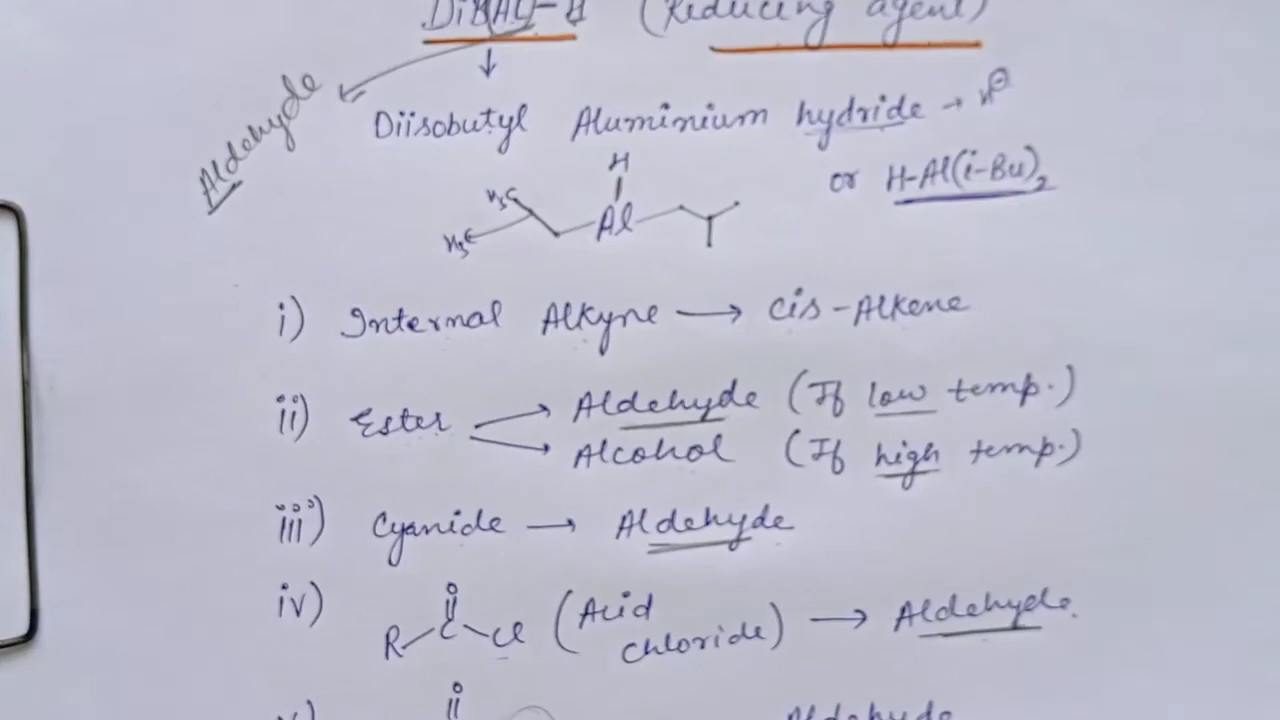 DiBAl-H (Reducing agent)
Aldehyde
Diisobutyl Aluminium hydride → H⊖
or H-Al(i-Bu)₂
H
H₃C
H₃C Al
i) Internal Alkyne → cis-Alkene
ii) Ester → Aldehyde (If low temp.)
→ Alcohol (If high temp.)
iii) Cyanide → Aldehyde
iv) R-C(=O)-Cl (Acid chloride) → Aldehyde.
v) Aldehyde